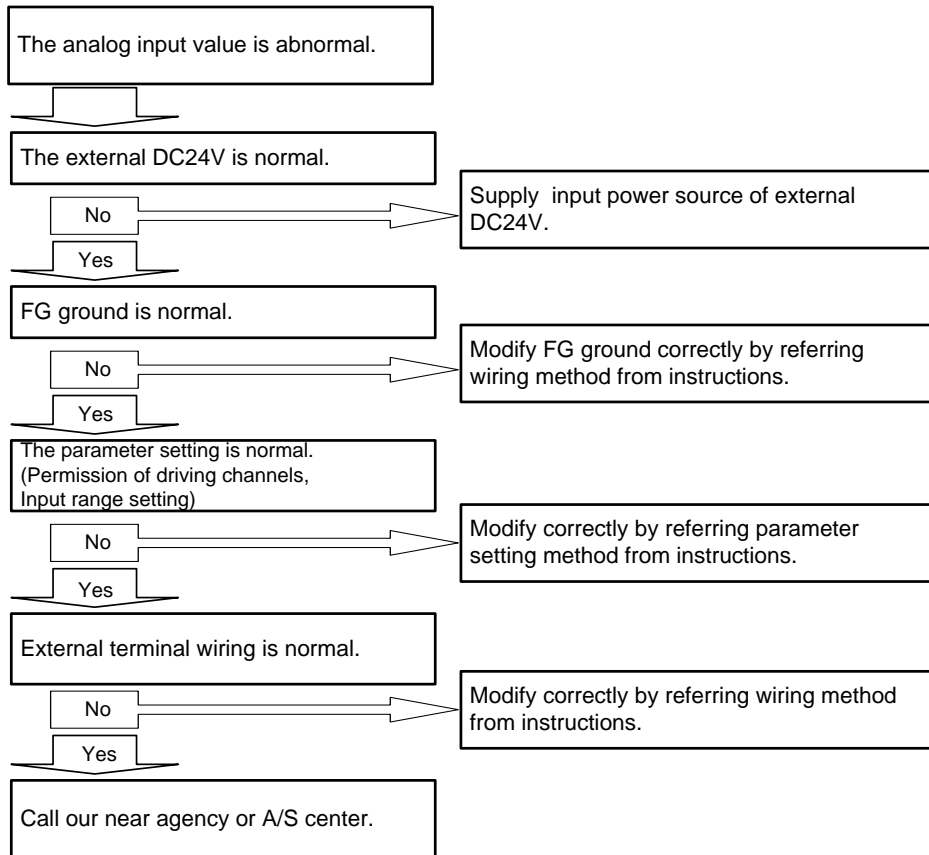 The analog input value is abnormal.
The external DC24V is normal.
No
Supply input power source of external
DC24V.
Yes
FG ground is normal.
No
Modify FG ground correctly by referring
wiring method from instructions.
Yes
The parameter setting is normal.
(Permission of driving channels,
Input range setting)
No
Modify correctly by referring parameter
setting method from instructions.
Yes
External terminal wiring is normal.
No
Modify correctly by referring wiring method
from instructions.
Yes
Call our near agency or A/S center.